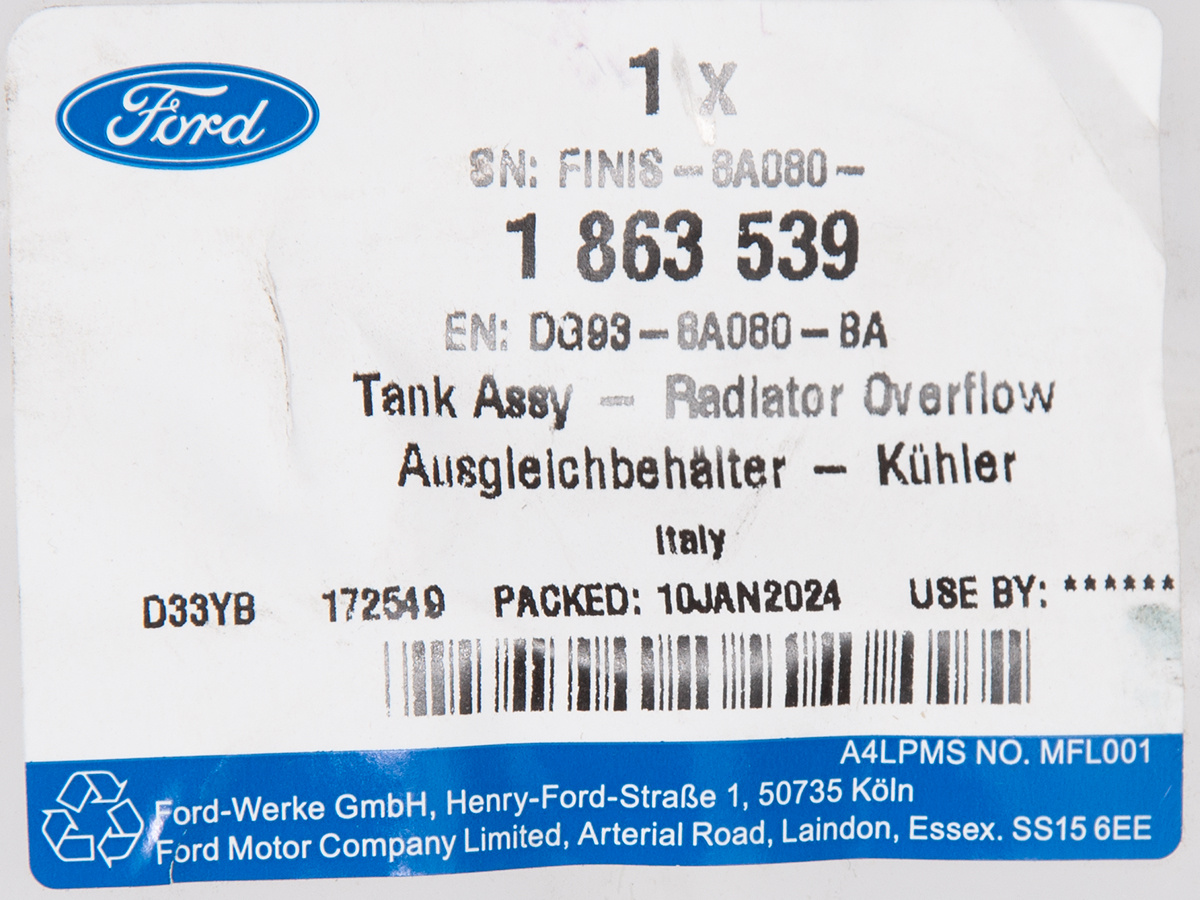 Ford
1 x
SN: FINIS - 8A080 -
1 863 539
EN: DG93 - 8A080 - BA
Tank Assy - Radiator Overflow
Ausgleichbehälter - Kühler
Italy
D33YB 172549 PACKED: 10JAN2024 USE BY: ******
A4LPMS NO. MFL001
Ford-Werke GmbH, Henry-Ford-Straße 1, 50735 Köln
Ford Motor Company Limited, Arterial Road, Laindon, Essex. SS15 6EE